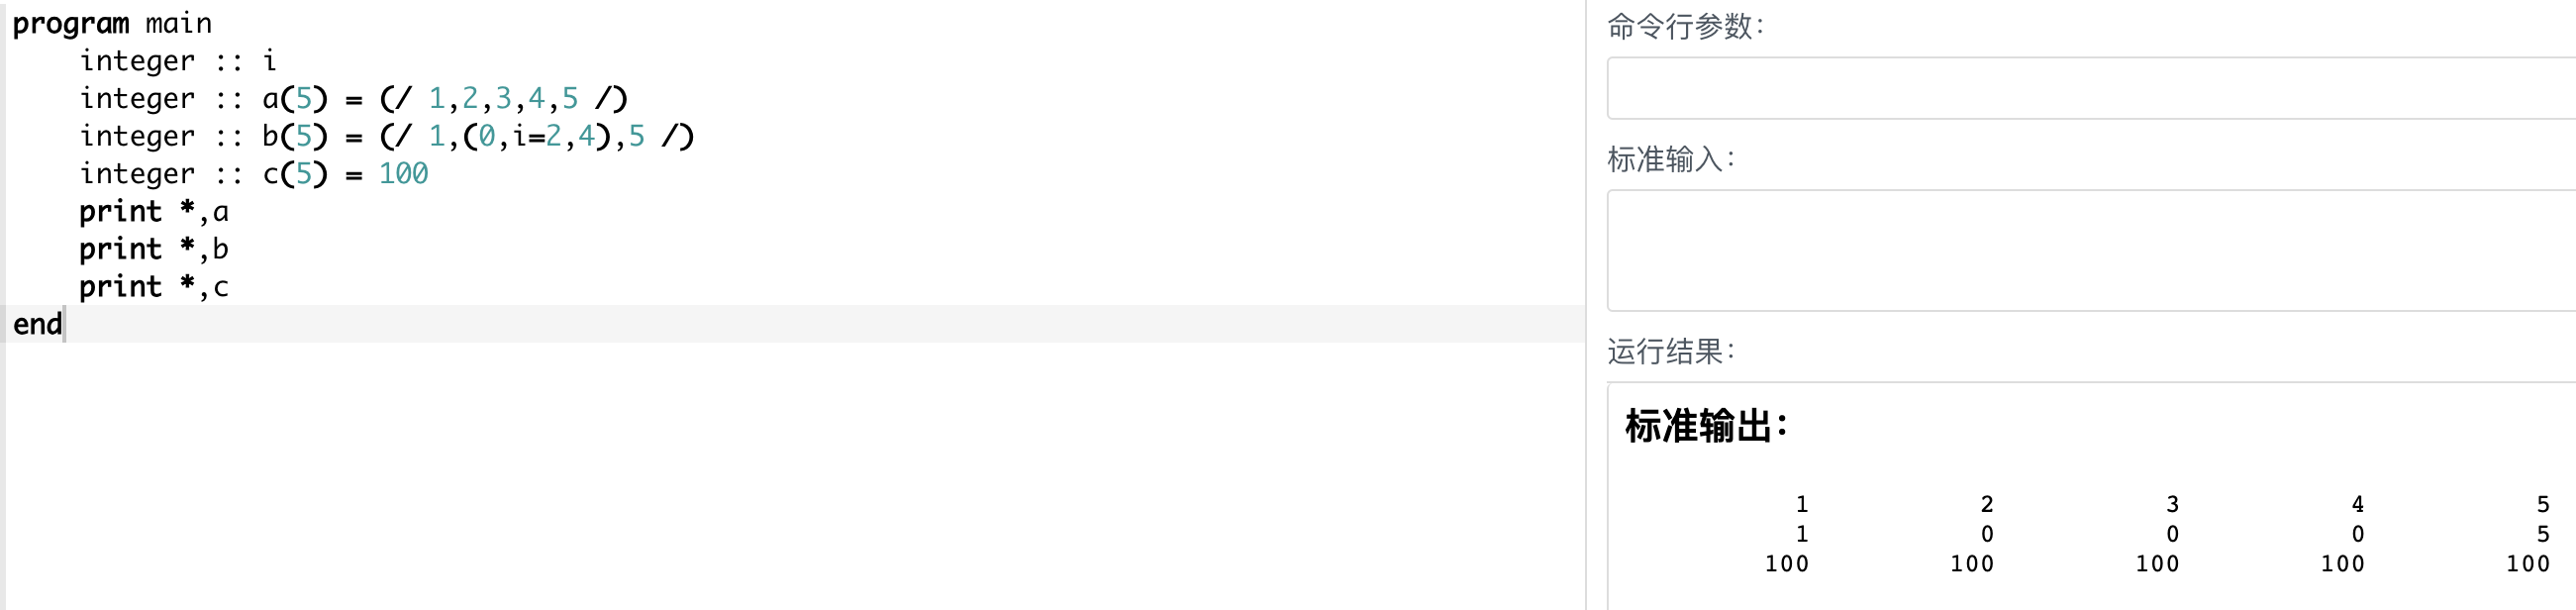 program main
    integer :: i
    integer :: a(5) = (/ 1,2,3,4,5 /)
    integer :: b(5) = (/ 1,(0,i=2,4),5 /)
    integer :: c(5) = 100
    print *,a
    print *,b
    print *,c
end
命令行参数:
标准输入:
运行结果:
标准输出:
1 2 3 4 5
1 0 0 0 5
100 100 100 100 100